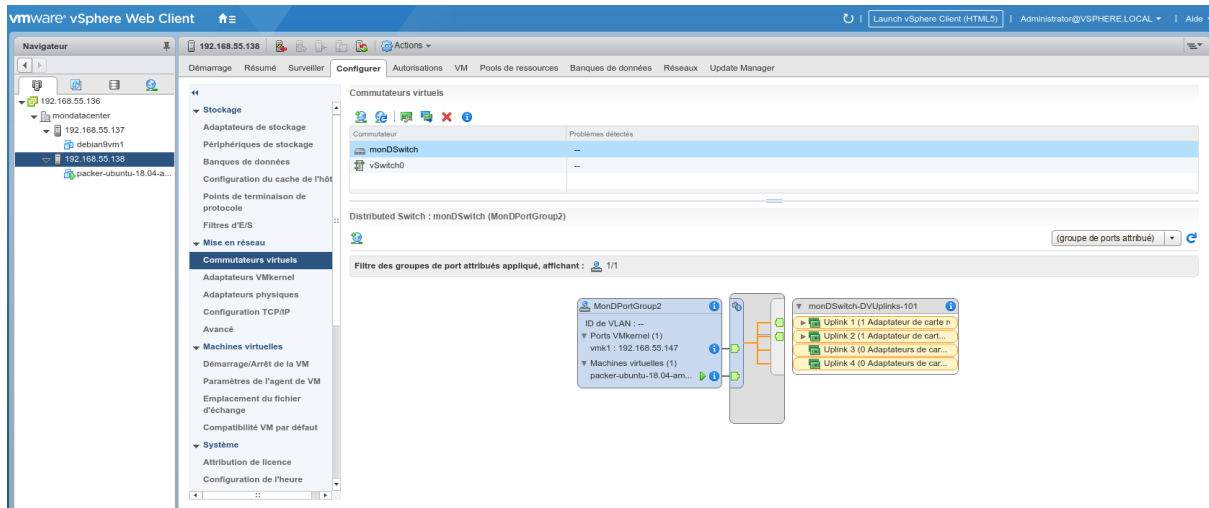 vmware® vSphere Web Client
Launch vSphere Client (HTML5) | Administrator@VSPHERE.LOCAL | Aide
Navigateur
192.168.55.136
mondatacenter
192.168.55.137
debian9vm1
192.168.55.138
packer-ubuntu-18.04-a...
192.168.55.138 Actions
Démarrage Résumé Surveiller Configurer Autorisations VM Pools de ressources Banques de données Réseaux Update Manager
Stockage
Adaptateurs de stockage
Périphériques de stockage
Banques de données
Configuration du cache de l'hôt
Points de terminaison de
protocole
Filtres d'E/S
Mise en réseau
Commutateurs virtuels
Adaptateurs VMkernel
Adaptateurs physiques
Configuration TCP/IP
Avancé
Machines virtuelles
Démarrage/Arrêt de la VM
Paramètres de l'agent de VM
Emplacement du fichier
d'échange
Compatibilité VM par défaut
Système
Attribution de licence
Configuration de l'heure
Commutateurs virtuels
Commutateur Problèmes détectés
monDSwitch --
vSwitch0 --
Distributed Switch : monDSwitch (MonDPortGroup2)
(groupe de ports attribué)
Filtre des groupes de port attribués appliqué, affichant : 1/1
MonDPortGroup2
ID de VLAN : --
Ports VMkernel (1)
vmk1 : 192.168.55.147
Machines virtuelles (1)
packer-ubuntu-18.04-am...
monDSwitch-DVUplinks-101
Uplink 1 (1 Adaptateur de carte r
Uplink 2 (1 Adaptateur de cart...
Uplink 3 (0 Adaptateurs de car...
Uplink 4 (0 Adaptateurs de car...